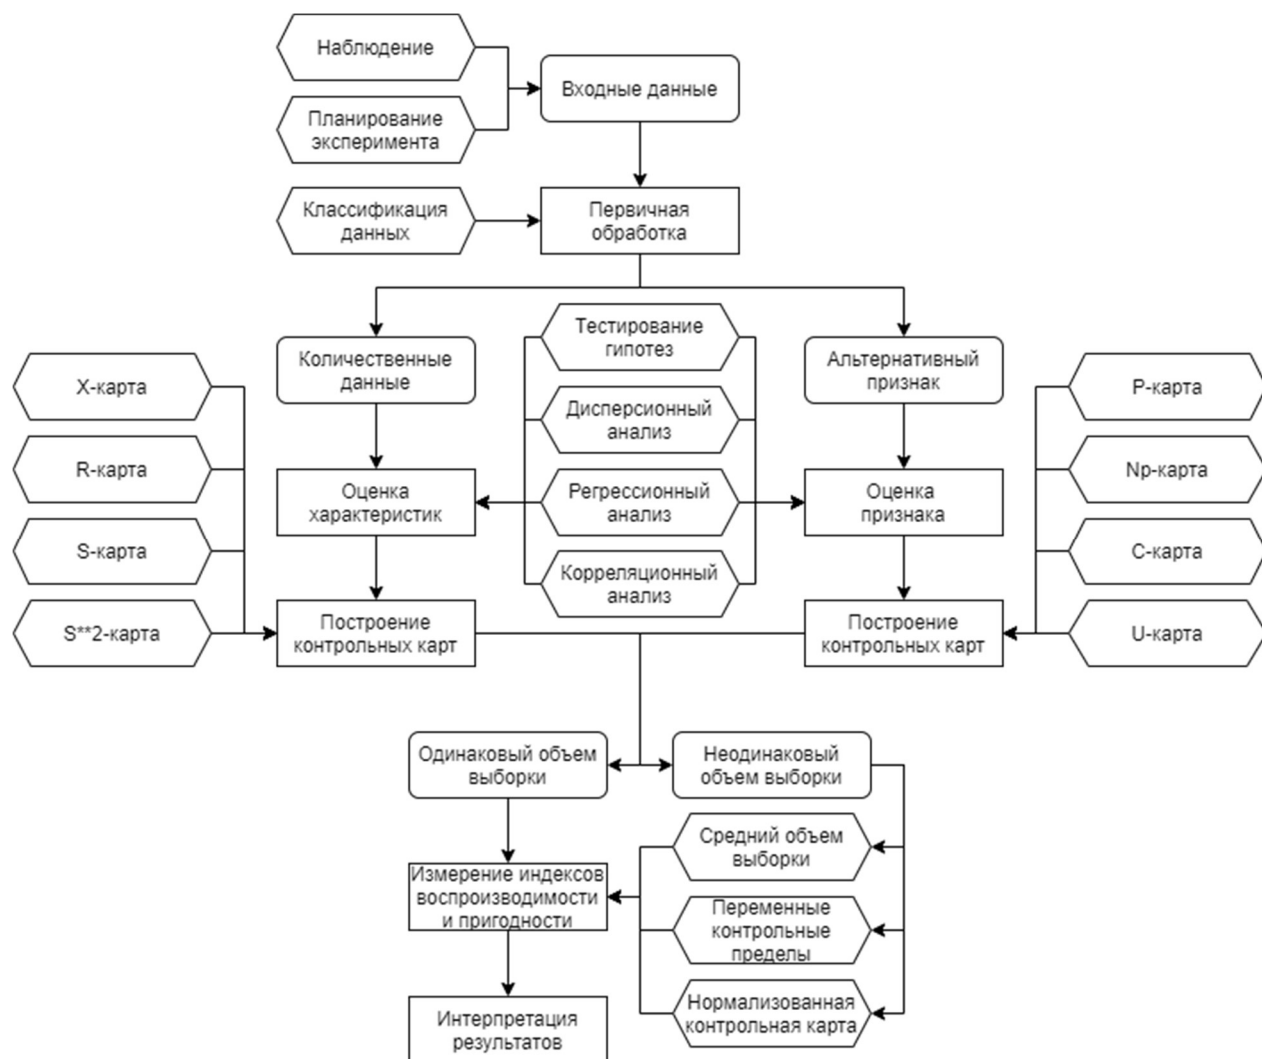 Наблюдение
Входные данные
Планирование
эксперимента
Классификация
данных
Первичная
обработка
Тестирование
гипотез
Количественные
данные
Альтернативный
признак
X-карта
P-карта
Дисперсионный
анализ
R-карта
Np-карта
Оценка
характеристик
Регрессионный
анализ
Оценка
признака
S-карта
C-карта
Корреляционный
анализ
S**2-карта
Построение
контрольных карт
Построение
контрольных карт
U-карта
Одинаковый объем
выборки
Неодинаковый
объем выборки
Средний объем
выборки
Измерение индексов
воспроизводимости
и пригодности
Переменные
контрольные
пределы
Нормализованная
контрольная карта
Интерпретация
результатов